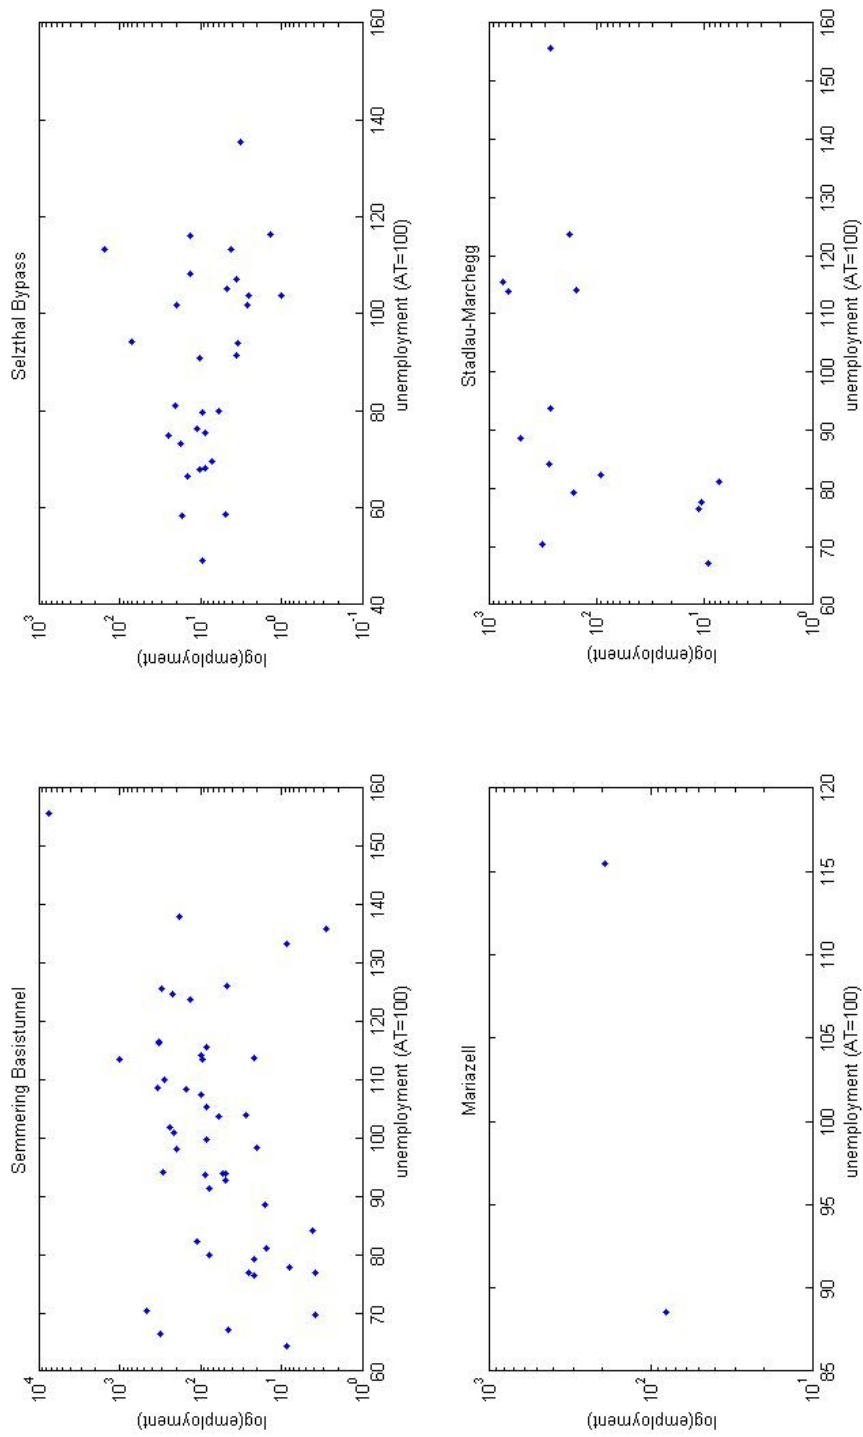 Semmering Basistunnel
10^4
10^3
10^2
10^1
10^0
log(employment)
60 70 80 90 100 110 120 130 140 150 160
unemployment (AT=100)
Selzthal Bypass
10^3
10^2
10^1
10^0
10^-1
log(employment)
40 60 80 100 120 140 160
unemployment (AT=100)
Mariazell
10^3
10^2
10^1
log(employment)
85 90 95 100 105 110 115 120
unemployment (AT=100)
Stadlau-Marchegg
10^3
10^2
10^1
10^0
log(employment)
60 70 80 90 100 110 120 130 140 150 160
unemployment (AT=100)